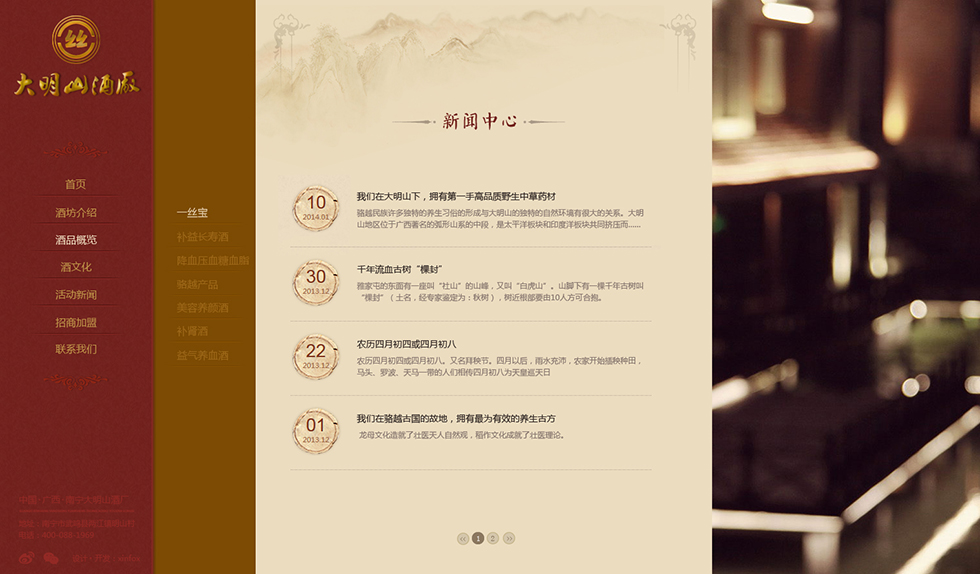 大明山酒廠
首页
酒坊介绍
酒品概览
酒文化
活动新闻
招商加盟
联系我们
一丝宝
补益长寿酒
降血压血糖血脂
骆越产品
美容养颜酒
补肾酒
益气养血酒
新闻中心
10
2014.01
我们在大明山下，拥有第一手高品质野生中草药材
骆越民族许多独特的养生习俗的形成与大明山的独特的自然环境有很大的关系。大明
山地区位于广西著名的弧形山系的中段，是太平洋板块和印度洋板块共同挤压而......
30
2013.12
千年流血古树“棵封”
雅家屯的东面有一座叫“社山”的山峰，又叫“白虎山”。山脚下有一棵千年古树叫
“棵封”（土名，经专家鉴定为：秋树），树近根部要由10人方可合抱。
22
2013.12
农历四月初四或四月初八
农历四月初四或四月初八。又名拜秧节。四月以后，雨水充沛，农家开始插秧种田，
马头、罗波、天马一带的人们相传四月初八为天皇巡天日
01
2013.12
我们在骆越古国的故地，拥有最为有效的养生古方
龙母文化造就了壮医天人自然观，稻作文化成就了壮医理论。
1
2
中国·广西·南宁大明山酒厂